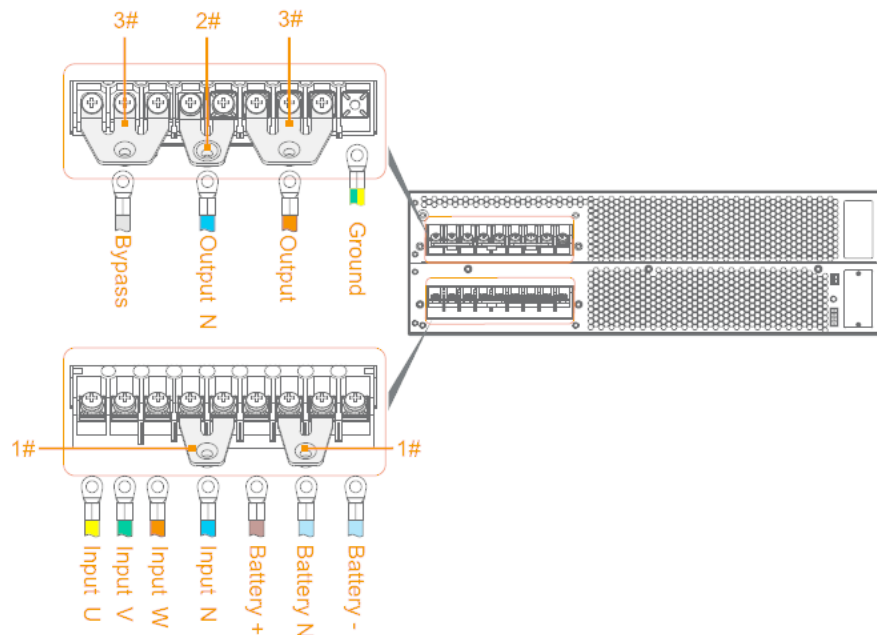 3#
2#
3#
Bypass
Output N
Output
Ground
1#
1#
Input U
Input V
Input W
Input N
Battery +
Battery N
Battery -